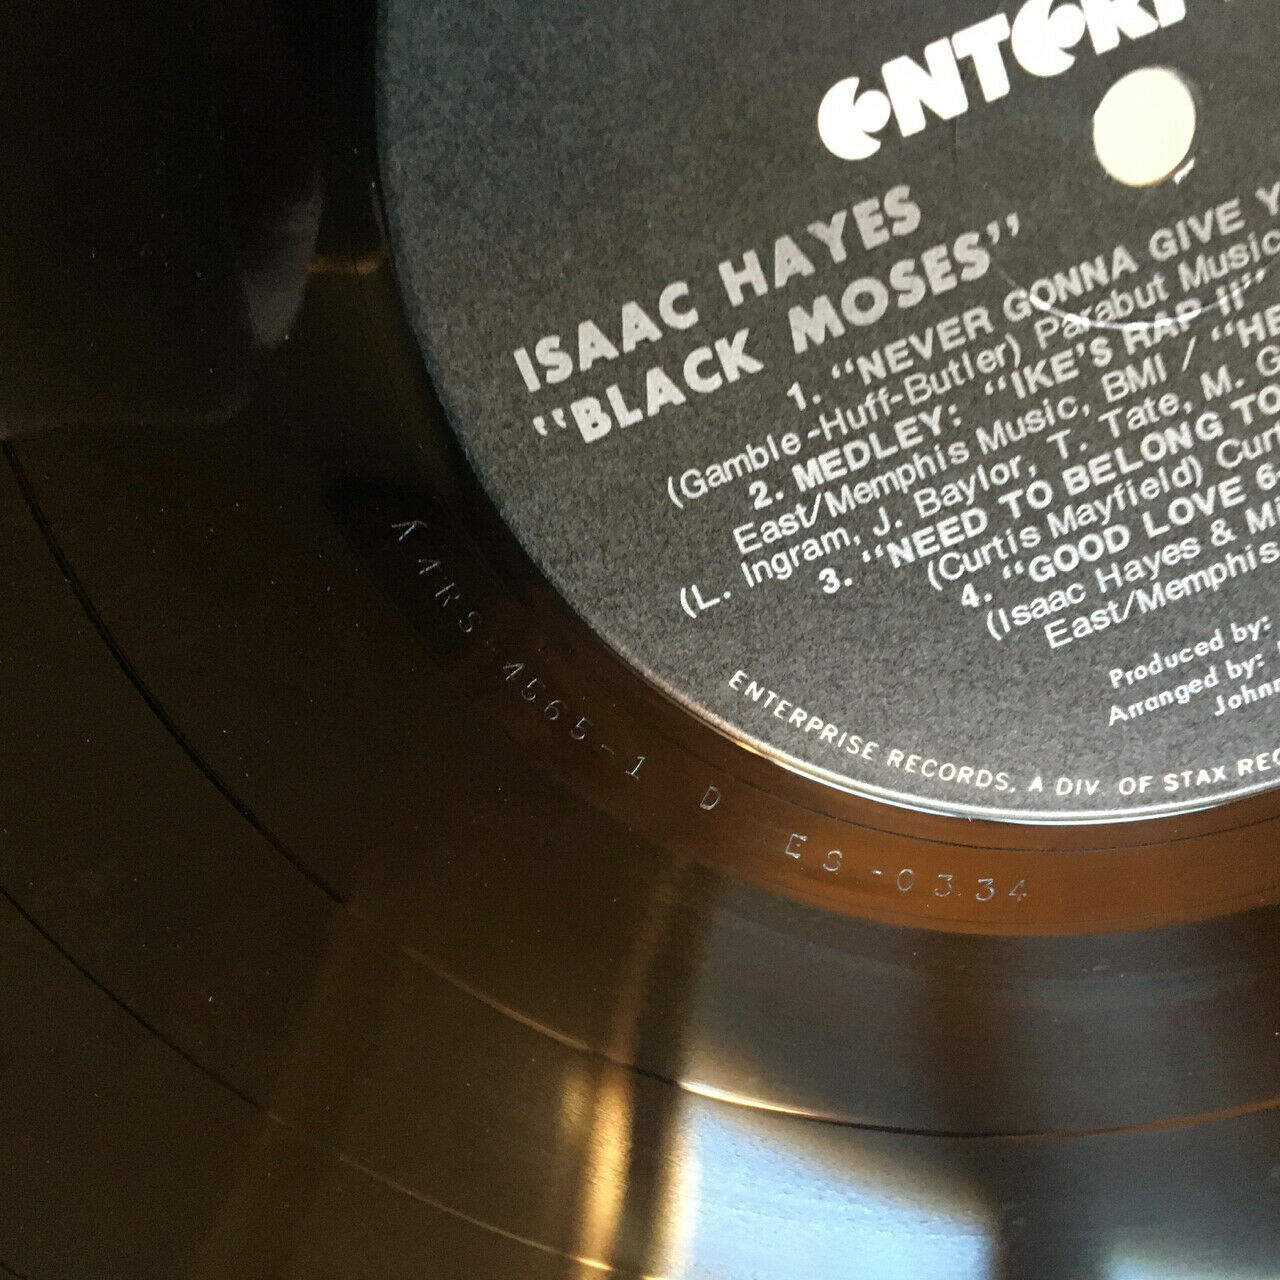 ENTERP
ISAAC HAYES
"BLACK MOSES"
1. "NEVER GONNA GIVE Y
(Gamble-Huff-Butler) Parabut Music
2. MEDLEY: "IKE'S RAP II"
East/Memphis Music, BMI / "HE
(L. Ingram, J. Baylor, T. Tate, M. G
3. "NEED TO BELONG TO
(Curtis Mayfield) Curt
4. "GOOD LOVE 6-
(Isaac Hayes & Mi
East/Memphis
Produced by:
Arranged by:
Johnn
ENTERPRISE RECORDS, A DIV. OF STAX REC
4565-1 D ES-0334